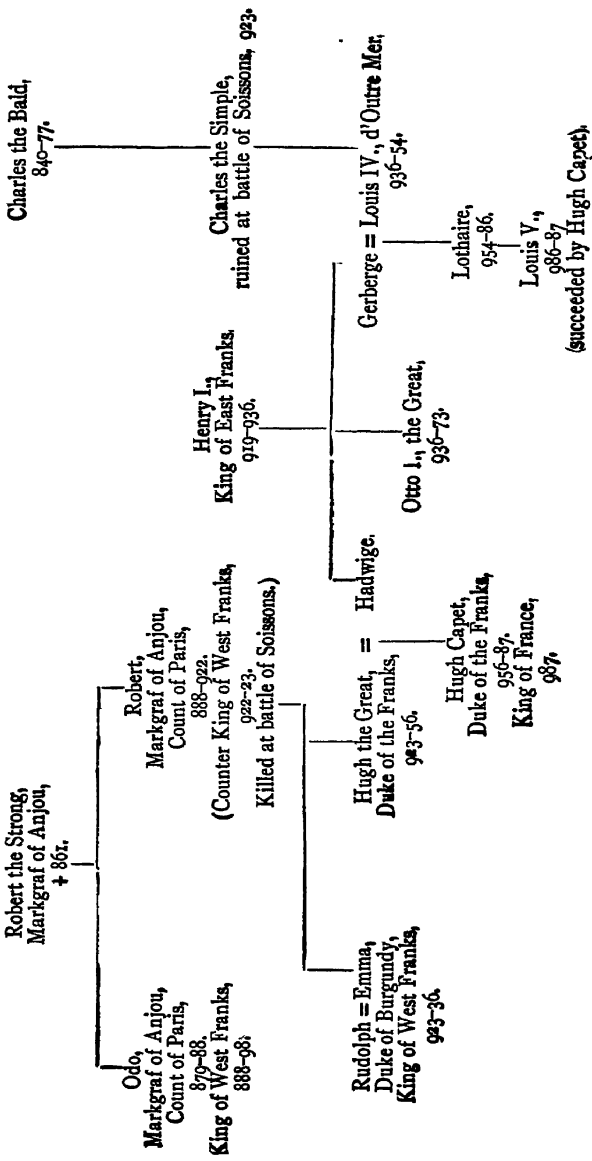 Robert the Strong,
Markgraf of Anjou,
+ 861.
Odo,
Markgraf of Anjou,
Count of Paris,
879-88.
King of West Franks,
888-98.
Robert,
Markgraf of Anjou,
Count of Paris,
888-922.
(Counter King of West Franks,
922-23.
Killed at battle of Soissons.)
Rudolph = Emma,
Duke of Burgundy,
King of West Franks,
923-36.
Hugh the Great, = Hadwige.
Duke of the Franks,
923-56.
Hugh Capet,
Duke of the Franks,
956-87.
King of France,
987.
Henry I.,
King of East Franks.
919-936.
Otto I., the Great,
936-73.
Charles the Bald,
840-77.
Charles the Simple,
ruined at battle of Soissons, 923.
Gerberge = Louis IV., d'Outre Mer,
936-54.
Lothaire,
954-86.
Louis V.,
986-87
(succeeded by Hugh Capet).